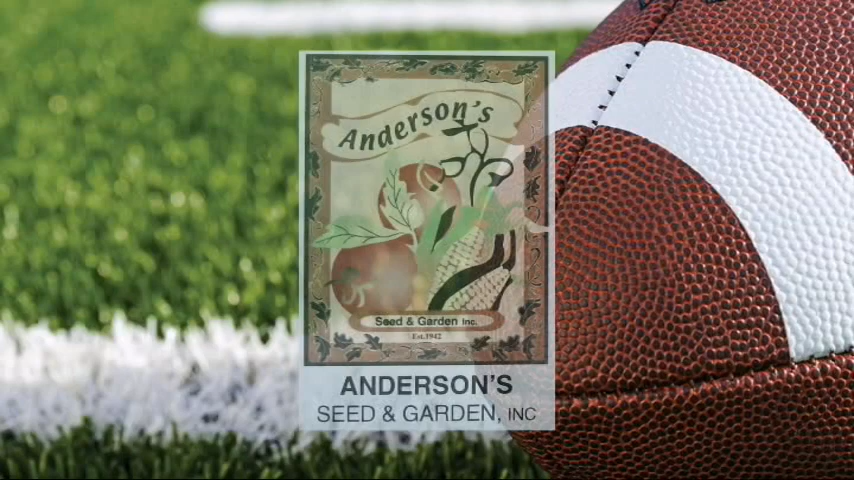 Anderson's
Seed & Garden Inc.
Est.1942
ANDERSON'S
SEED & GARDEN, INC